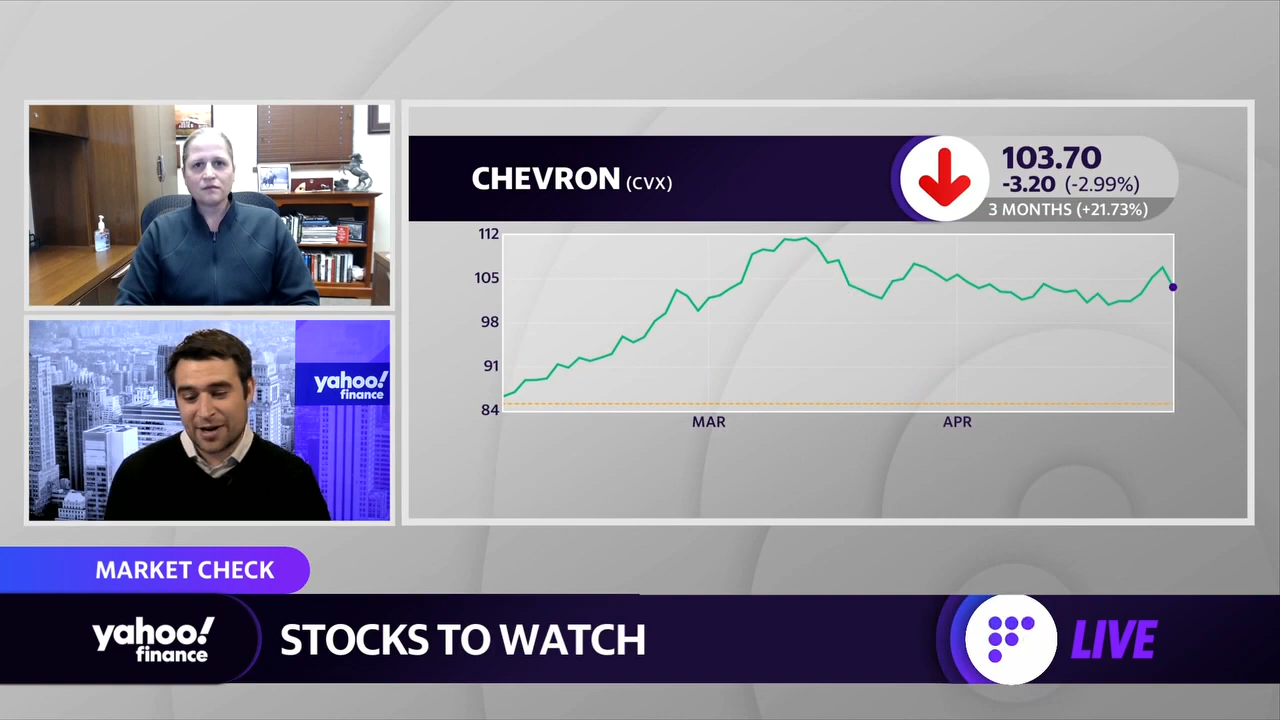 CHEVRON (CVX)
103.70
-3.20 (-2.99%)
3 MONTHS (+21.73%)
112
105
98
91
84
MAR APR
yahoo!
finance
MARKET CHECK
yahoo!
finance
STOCKS TO WATCH
LIVE